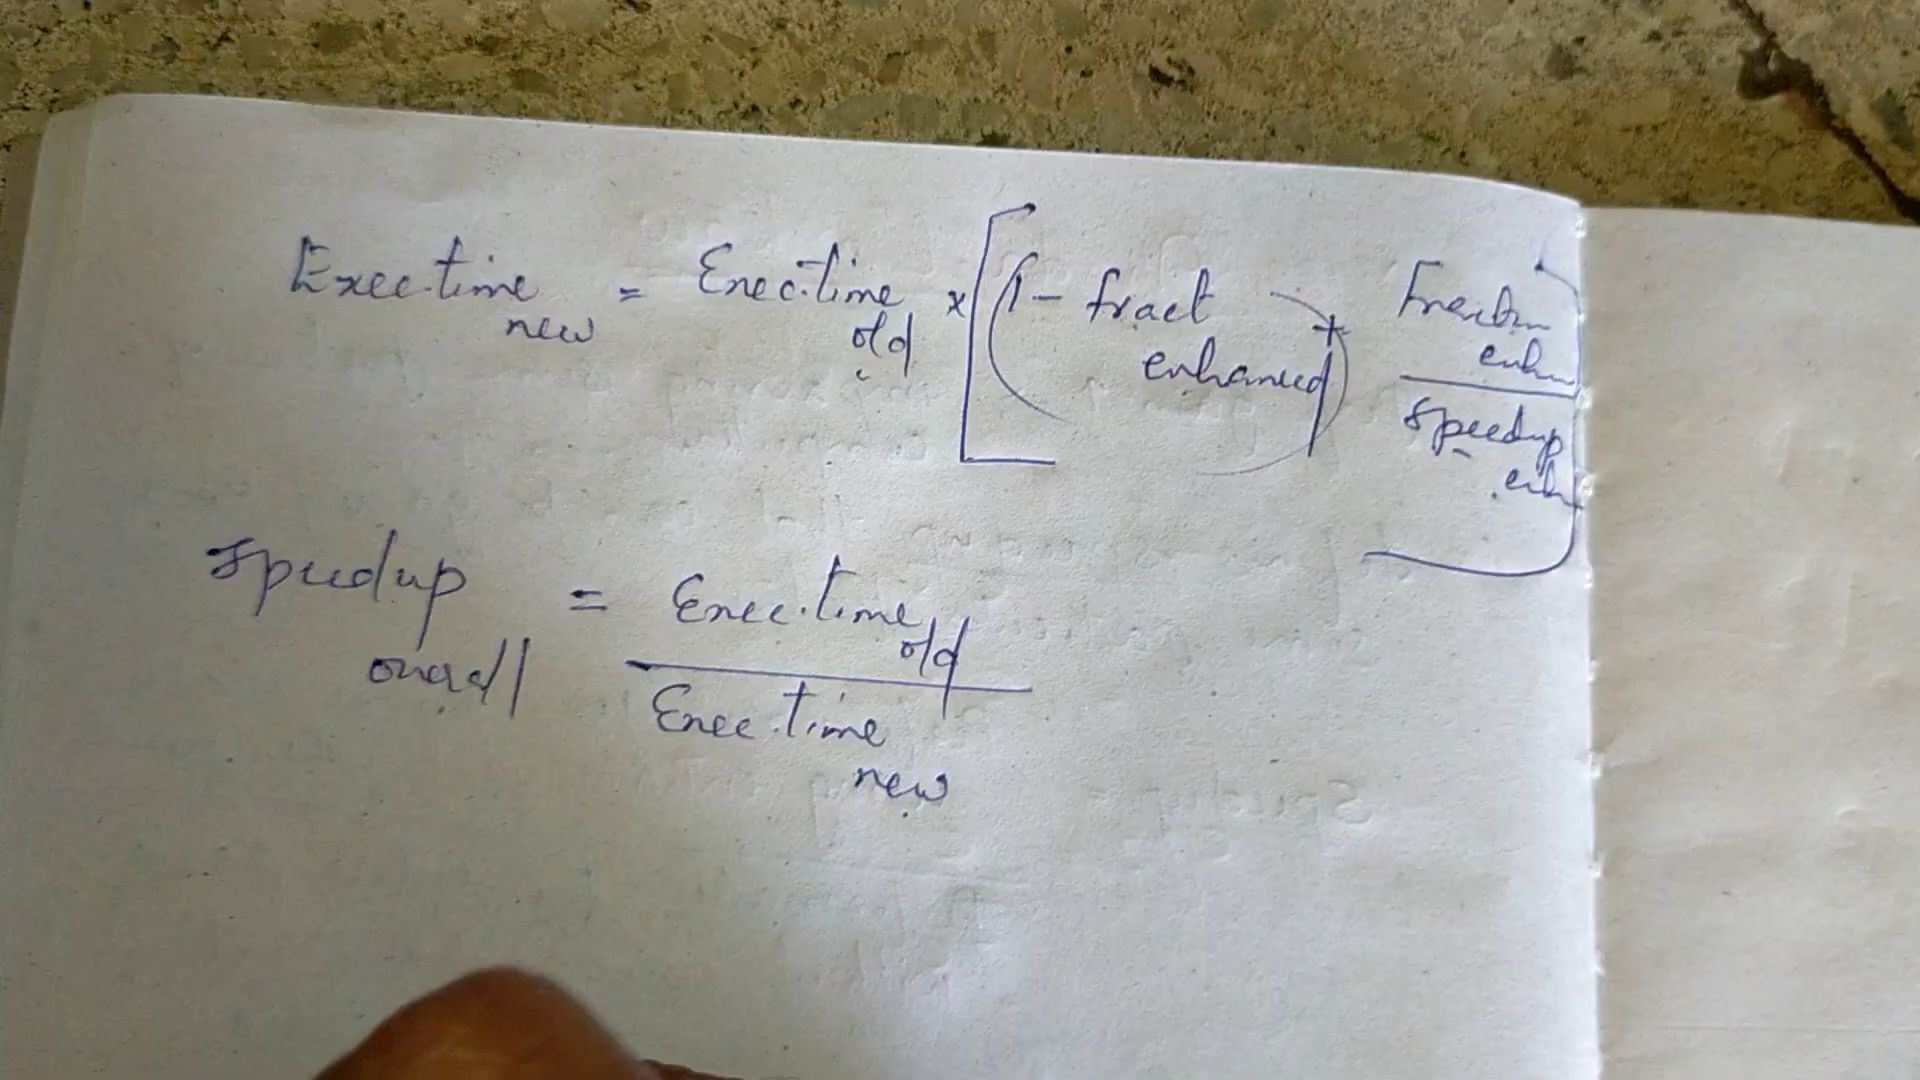 Exec.time new = Exec.time old × [(1 - fract enhanced) + Fraction enh / Speedup enh]
Speedup overall = Exec.time old / Exec.time new